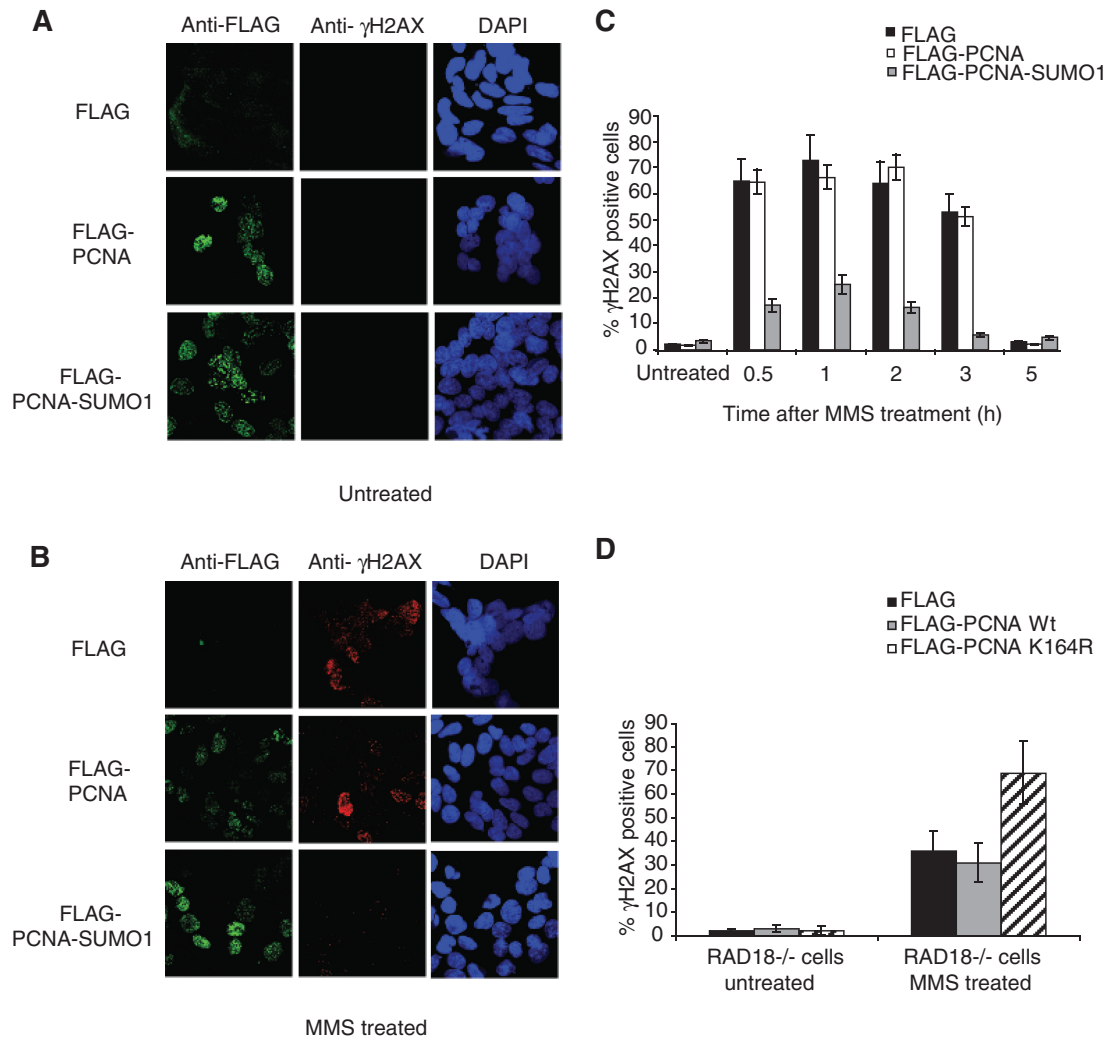 A
Anti-FLAG Anti- γH2AX DAPI
FLAG
FLAG-
PCNA
FLAG-
PCNA-SUMO1
Untreated
B
Anti-FLAG Anti- γH2AX DAPI
FLAG
FLAG-
PCNA
FLAG-
PCNA-SUMO1
MMS treated
C
FLAG
FLAG-PCNA
FLAG-PCNA-SUMO1
% γH2AX positive cells
90
80
70
60
50
40
30
20
10
0
Untreated 0.5 1 2 3 5
Time after MMS treatment (h)
D
FLAG
FLAG-PCNA Wt
FLAG-PCNA K164R
% γH2AX positive cells
90
80
70
60
50
40
30
20
10
0
RAD18-/- cells
untreated
RAD18-/- cells
MMS treated